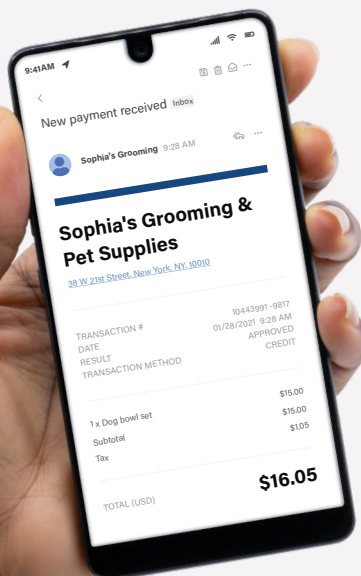 9:41AM
New payment received Inbox
Sophia's Grooming 9:28 AM
Sophia's Grooming &
Pet Supplies
38 W 21st Street, New York, NY, 10010
TRANSACTION # 10443991 -9817
DATE 01/28/2021 9:28 AM
RESULT APPROVED
TRANSACTION METHOD CREDIT
1 x Dog bowl set $15.00
Subtotal $15.00
Tax $1.05
TOTAL (USD) $16.05